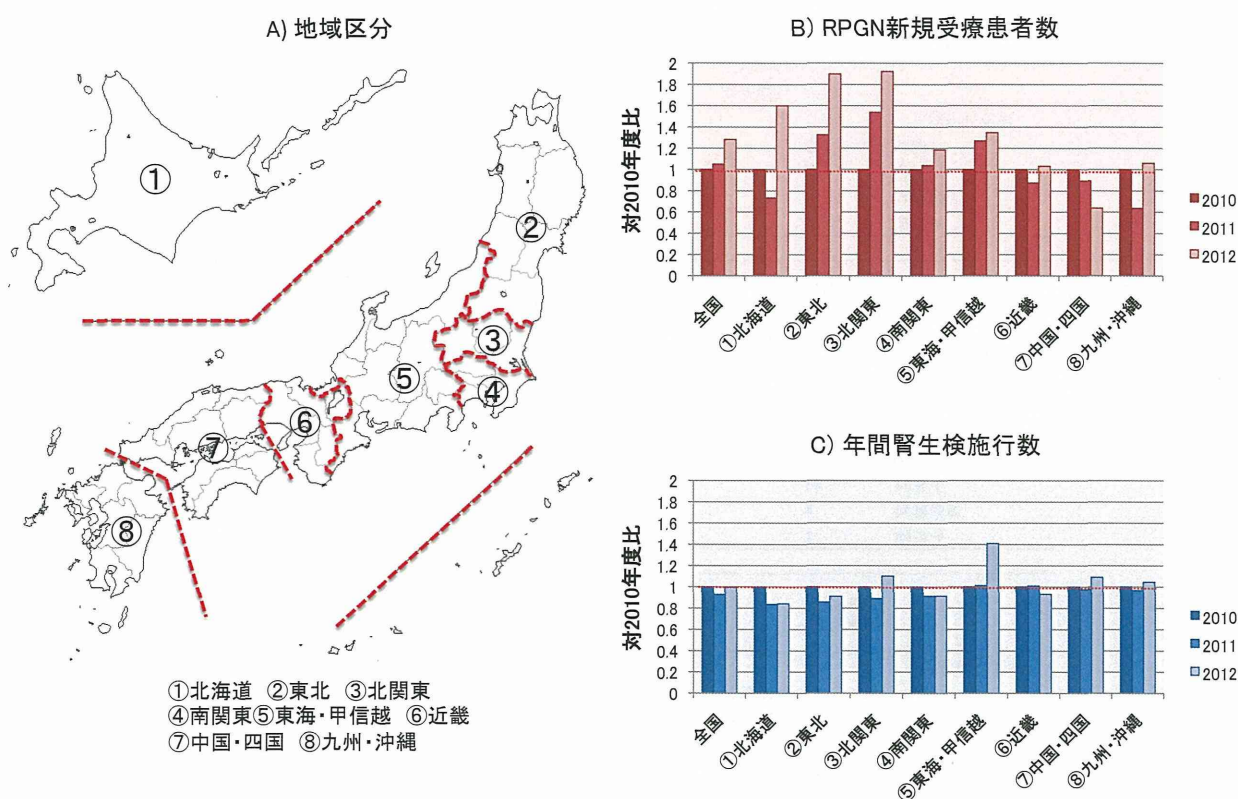 A) 地域区分
①
②
③
④
⑤
⑥
⑦
⑧
①北海道 ②東北 ③北関東
④南関東⑤東海・甲信越 ⑥近畿
⑦中国・四国 ⑧九州・沖縄
B) RPGN新規受療患者数
対2010年度比
2
1.8
1.6
1.4
1.2
1
0.8
0.6
0.4
0.2
0
全国
①北海道
②東北
③北関東
④南関東
⑤東海・甲信越
⑥近畿
⑦中国・四国
⑧九州・沖縄
2010
2011
2012
C) 年間腎生検施行数
対2010年度比
2
1.8
1.6
1.4
1.2
1
0.8
0.6
0.4
0.2
0
全国
①北海道
②東北
③北関東
④南関東
⑤東海・甲信越
⑥近畿
⑦中国・四国
⑧九州・沖縄
2010
2011
2012